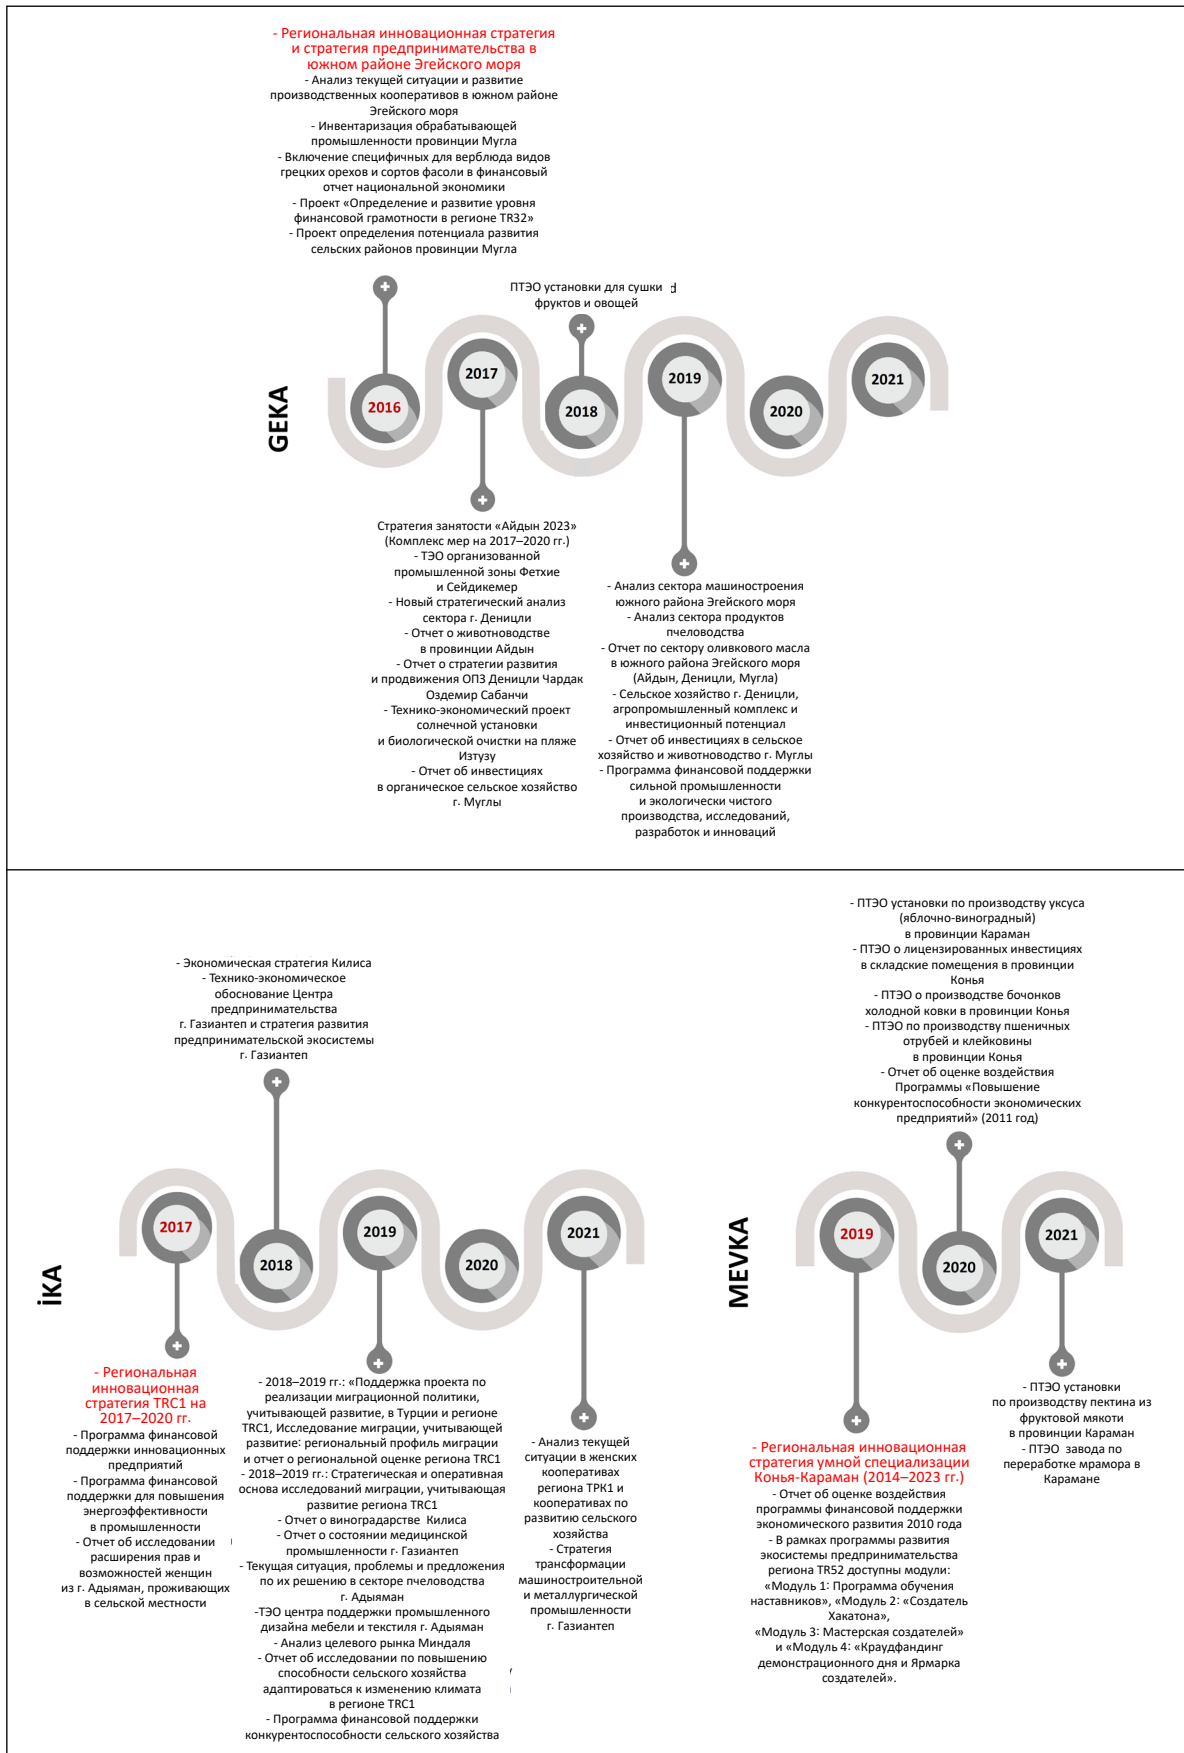 - Региональная инновационная стратегия
и стратегия предпринимательства в
южном районе Эгейского моря
- Анализ текущей ситуации и развитие
производственных кооперативов в южном районе
Эгейского моря
- Инвентаризация обрабатывающей
промышленности провинции Мугла
- Включение специфичных для верблюда видов
грецких орехов и сортов фасоли в финансовый
отчет национальной экономики
- Проект «Определение и развитие уровня
финансовой грамотности в регионе TR32»
- Проект определения потенциала развития
сельских районов провинции Мугла
ПТЭО установки для сушки d
фруктов и овощей
GEKA
2016
2017
2018
2019
2020
2021
Стратегия занятости «Айдын 2023»
(Комплекс мер на 2017–2020 гг.)
- ТЭО организованной
промышленной зоны Фетхие
и Сейдикемер
- Новый стратегический анализ
сектора г. Деницли
- Отчет о животноводстве
в провинции Айдын
- Отчет о стратегии развития
и продвижения ОПЗ Деницли Чардак
Оздемир Сабанчи
- Технико-экономический проект
солнечной установки
и биологической очистки на пляже
Изтузу
- Отчет об инвестициях
в органическое сельское хозяйство
г. Муглы
- Анализ сектора машиностроения
южного района Эгейского моря
- Анализ сектора продуктов
пчеловодства
- Отчет по сектору оливкового масла
в южного района Эгейского моря
(Айдын, Деницли, Мугла)
- Сельское хозяйство г. Деницли,
агропромышленный комплекс и
инвестиционный потенциал
- Отчет об инвестициях в сельское
хозяйство и животноводство г. Муглы
- Программа финансовой поддержки
сильной промышленности
и экологически чистого
производства, исследований,
разработок и инноваций
- Экономическая стратегия Килиса
- Технико-экономическое
обоснование Центра
предпринимательства
г. Газиантеп и стратегия развития
предпринимательской экосистемы
г. Газиантеп
İKA
2017
2018
2019
2020
2021
- Региональная
инновационная
стратегия TRC1 на
2017–2020 гг.
- Программа финансовой
поддержки инновационных
предприятий
- Программа финансовой
поддержки для повышения
энергоэффективности
в промышленности
- Отчет об исследовании
расширения прав и
возможностей женщин
из г. Адыяман, проживающих
в сельской местности
- 2018–2019 гг.: «Поддержка проекта по
реализации миграционной политики,
учитывающей развитие, в Турции и регионе
TRC1, Исследование миграции, учитывающей
развитие: региональный профиль миграции
и отчет о региональной оценке региона TRC1
- 2018–2019 гг.: Стратегическая и оперативная
основа исследований миграции, учитывающая
развитие региона TRC1
- Отчет о виноградарстве Килиса
- Отчет о состоянии медицинской
промышленности г. Газиантеп
- Текущая ситуация, проблемы и предложения
по их решению в секторе пчеловодства
г. Адыяман
-ТЭО центра поддержки промышленного
дизайна мебели и текстиля г. Адыяман
- Анализ целевого рынка Миндаля
- Отчет об исследовании по повышению
способности сельского хозяйства
адаптироваться к изменению климата
в регионе TRC1
- Программа финансовой поддержки
конкурентоспособности сельского хозяйства
- Анализ текущей
ситуации в женских
кооперативах
региона ТРК1 и
кооперативах по
развитию сельского
хозяйства
- Стратегия
трансформации
машиностроительной
и металлургической
промышленности
г. Газиантеп
- ПТЭО установки по производству уксуса
(яблочно-виноградный)
в провинции Караман
- ПТЭО о лицензированных инвестициях
в складские помещения в провинции
Конья
- ПТЭО о производстве бочонков
холодной ковки в провинции Конья
- ПТЭО по производству пшеничных
отрубей и клейковины
в провинции Конья
- Отчет об оценке воздействия
Программы «Повышение
конкурентоспособности экономических
предприятий» (2011 год)
MEVKA
2019
2020
2021
- Региональная инновационная
стратегия умной специализации
Конья-Караман (2014–2023 гг.)
- Отчет об оценке воздействия
программы финансовой поддержки
экономического развития 2010 года
- В рамках программы развития
экосистемы предпринимательства
региона TR52 доступны модули:
«Модуль 1: Программа обучения
наставников», «Модуль 2: «Создатель
Хакатона»,
«Модуль 3: Мастерская создателей»
и «Модуль 4: «Краудфандинг
демонстрационного дня и Ярмарка
создателей».
- ПТЭО установки
по производству пектина из
фруктовой мякоти
в провинции Караман
- ПТЭО завода по
переработке мрамора в
Карамане